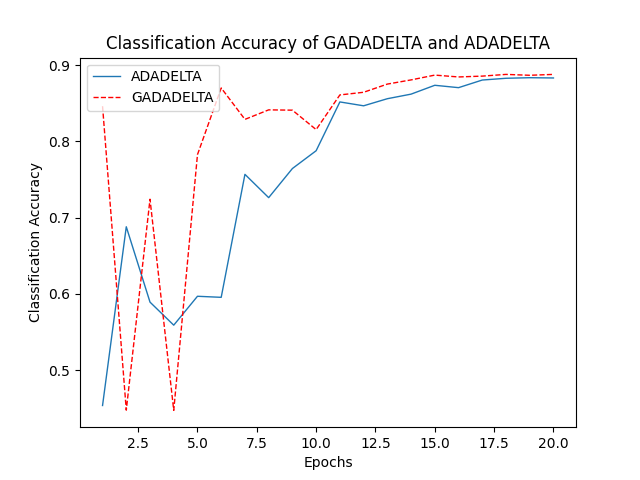 Classification Accuracy of GADADELTA and ADADELTA
ADADELTA
GADADELTA
Classification Accuracy
0.9
0.8
0.7
0.6
0.5
2.5 5.0 7.5 10.0 12.5 15.0 17.5 20.0
Epochs